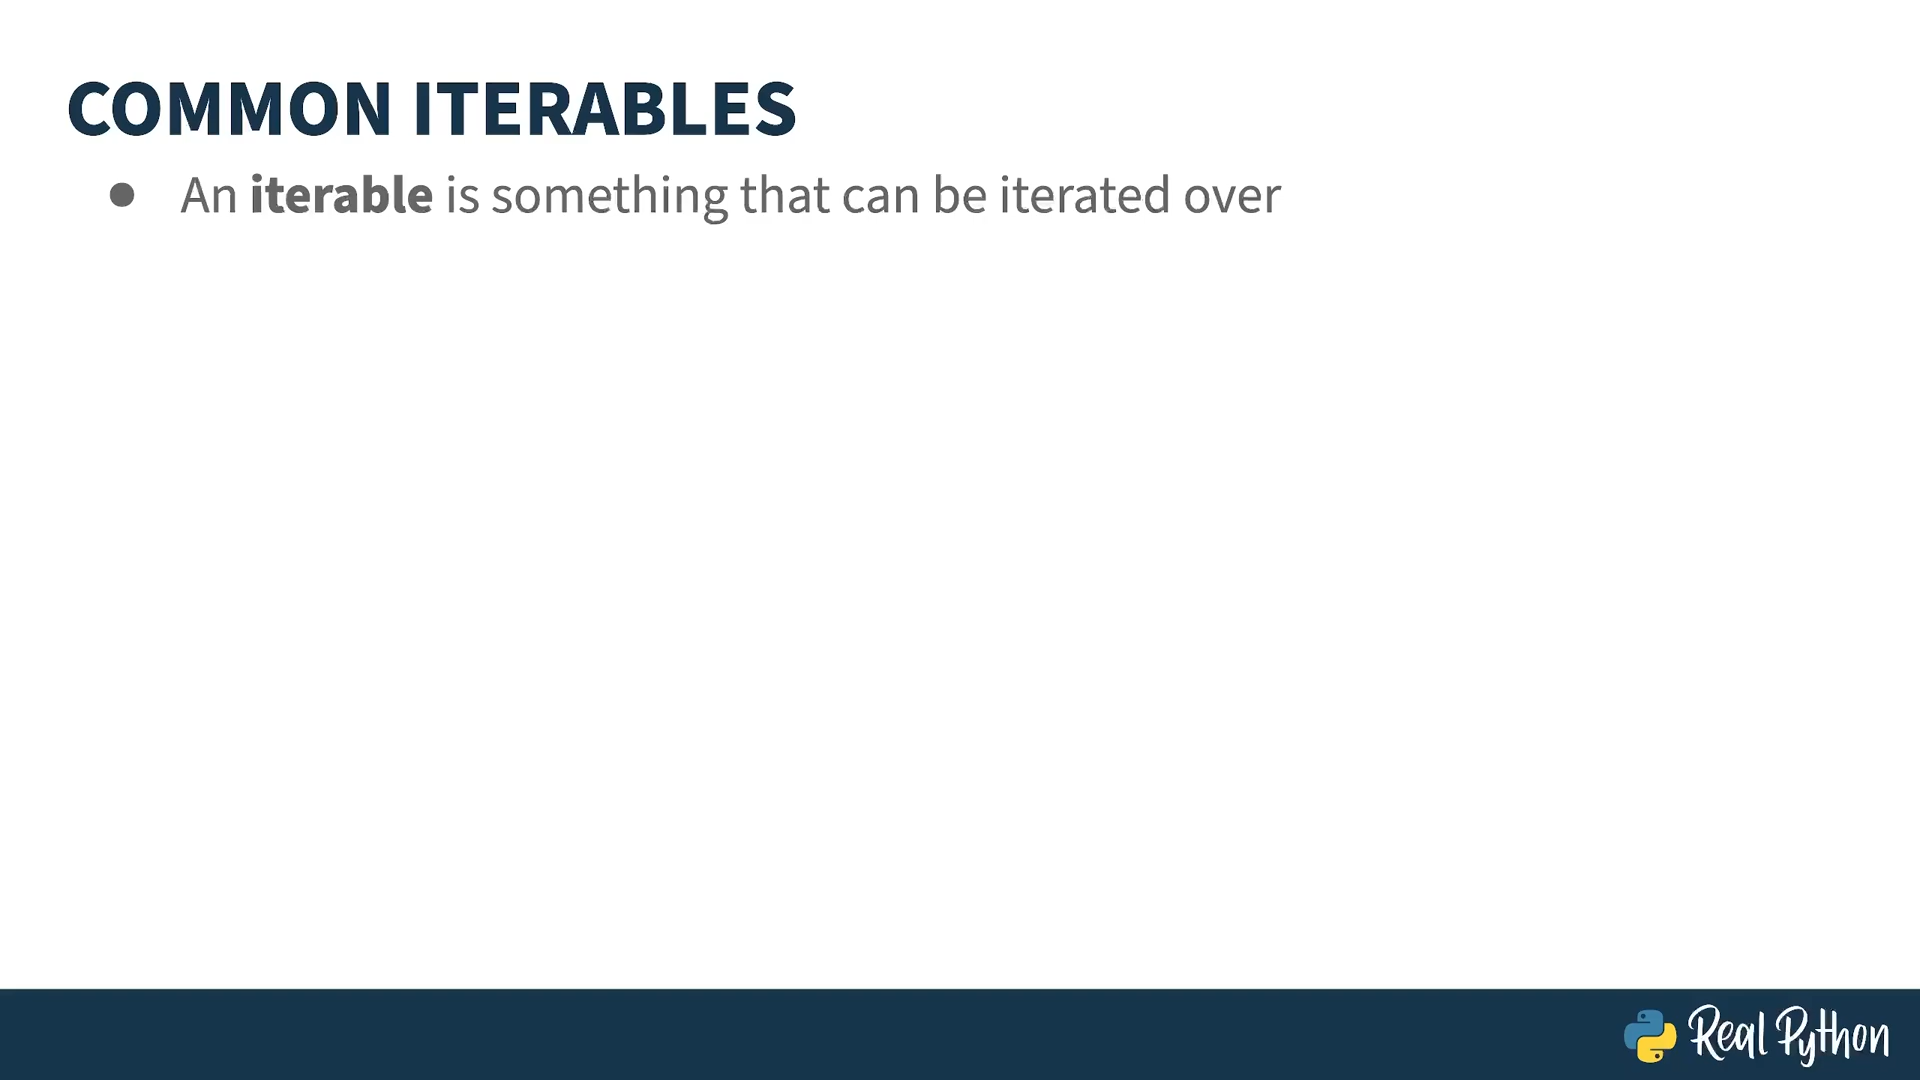 COMMON ITERABLES
● An iterable is something that can be iterated over
Real Python